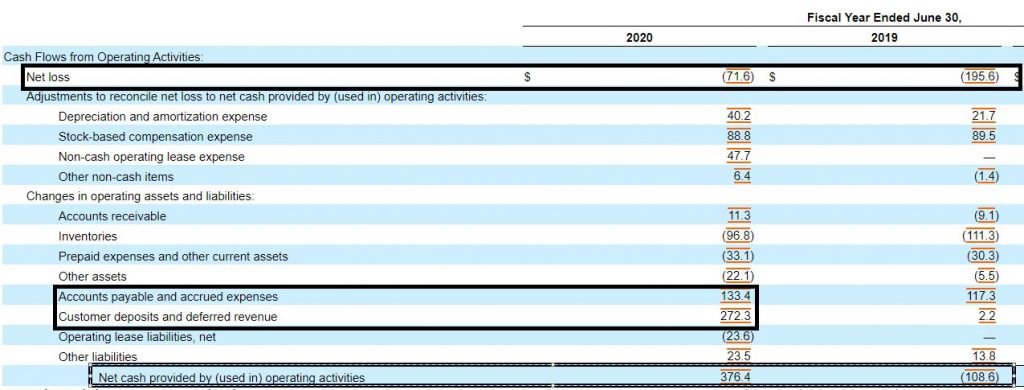 Fiscal Year Ended June 30,
2020 2019
Cash Flows from Operating Activities:
Net loss $ (71.6) $ (195.6) $
Adjustments to reconcile net loss to net cash provided by (used in) operating activities:
Depreciation and amortization expense 40.2 21.7
Stock-based compensation expense 88.8 89.5
Non-cash operating lease expense 47.7 —
Other non-cash items 6.4 (1.4)
Changes in operating assets and liabilities:
Accounts receivable 11.3 (9.1)
Inventories (96.8) (111.3)
Prepaid expenses and other current assets (33.1) (30.3)
Other assets (22.1) (5.5)
Accounts payable and accrued expenses 133.4 117.3
Customer deposits and deferred revenue 272.3 2.2
Operating lease liabilities, net (23.6) —
Other liabilities 23.5 13.8
Net cash provided by (used in) operating activities 376.4 (108.6)